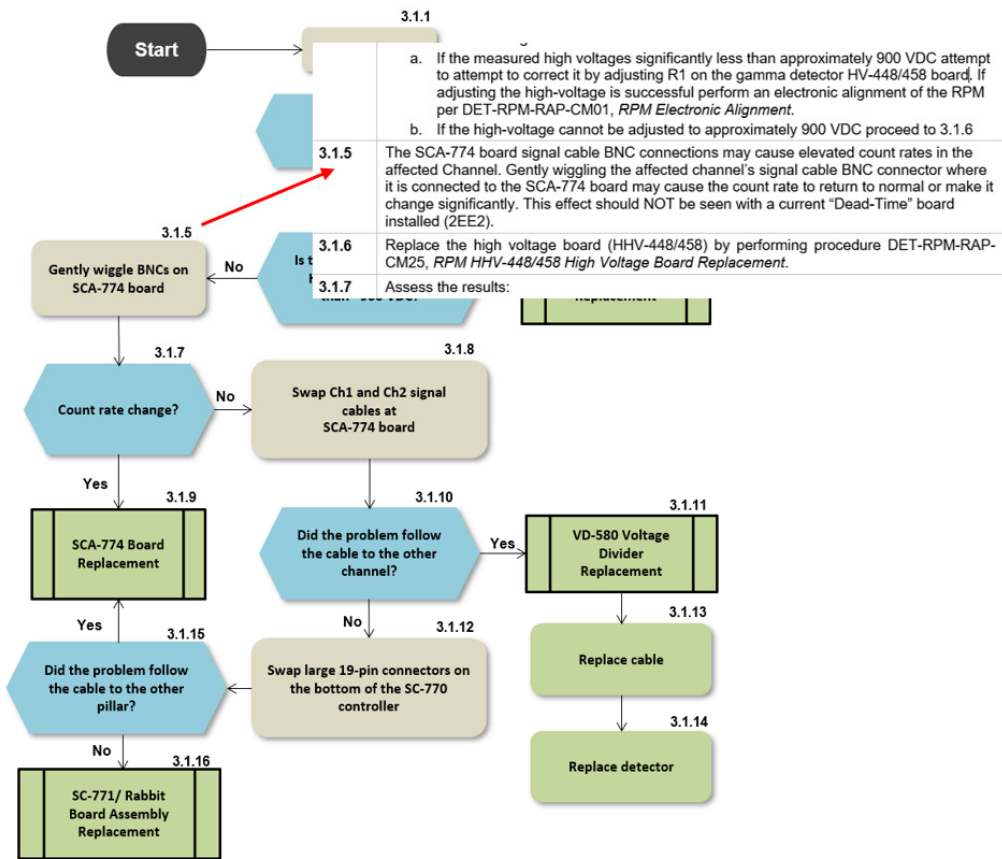 3.1.1
Start
a. If the measured high voltages significantly less than approximately 900 VDC attempt
to attempt to correct it by adjusting R1 on the gamma detector HV-448/458 board. If
adjusting the high-voltage is successful perform an electronic alignment of the RPM
per DET-RPM-RAP-CM01, RPM Electronic Alignment.
b. If the high-voltage cannot be adjusted to approximately 900 VDC proceed to 3.1.6
3.1.5 The SCA-774 board signal cable BNC connections may cause elevated count rates in the
affected Channel. Gently wiggling the affected channel's signal cable BNC connector where
it is connected to the SCA-774 board may cause the count rate to return to normal or make it
change significantly. This effect should NOT be seen with a current “Dead-Time” board
installed (2EE2).
3.1.6 Replace the high voltage board (HHV-448/458) by performing procedure DET-RPM-RAP-
CM25, RPM HHV-448/458 High Voltage Board Replacement.
3.1.7 Assess the results:
3.1.5
Gently wiggle BNCs on
SCA-774 board
No
Is
3.1.7
Count rate change?
No
3.1.8
Swap Ch1 and Ch2 signal
cables at
SCA-774 board
Yes
3.1.9
SCA-774 Board
Replacement
3.1.10
Did the problem follow
the cable to the other
channel?
Yes
3.1.11
VD-580 Voltage
Divider
Replacement
Yes
3.1.15
Did the problem follow
the cable to the other
pillar?
No
3.1.12
Swap large 19-pin connectors on
the bottom of the SC-770
controller
3.1.13
Replace cable
3.1.14
Replace detector
No
3.1.16
SC-771/ Rabbit
Board Assembly
Replacement